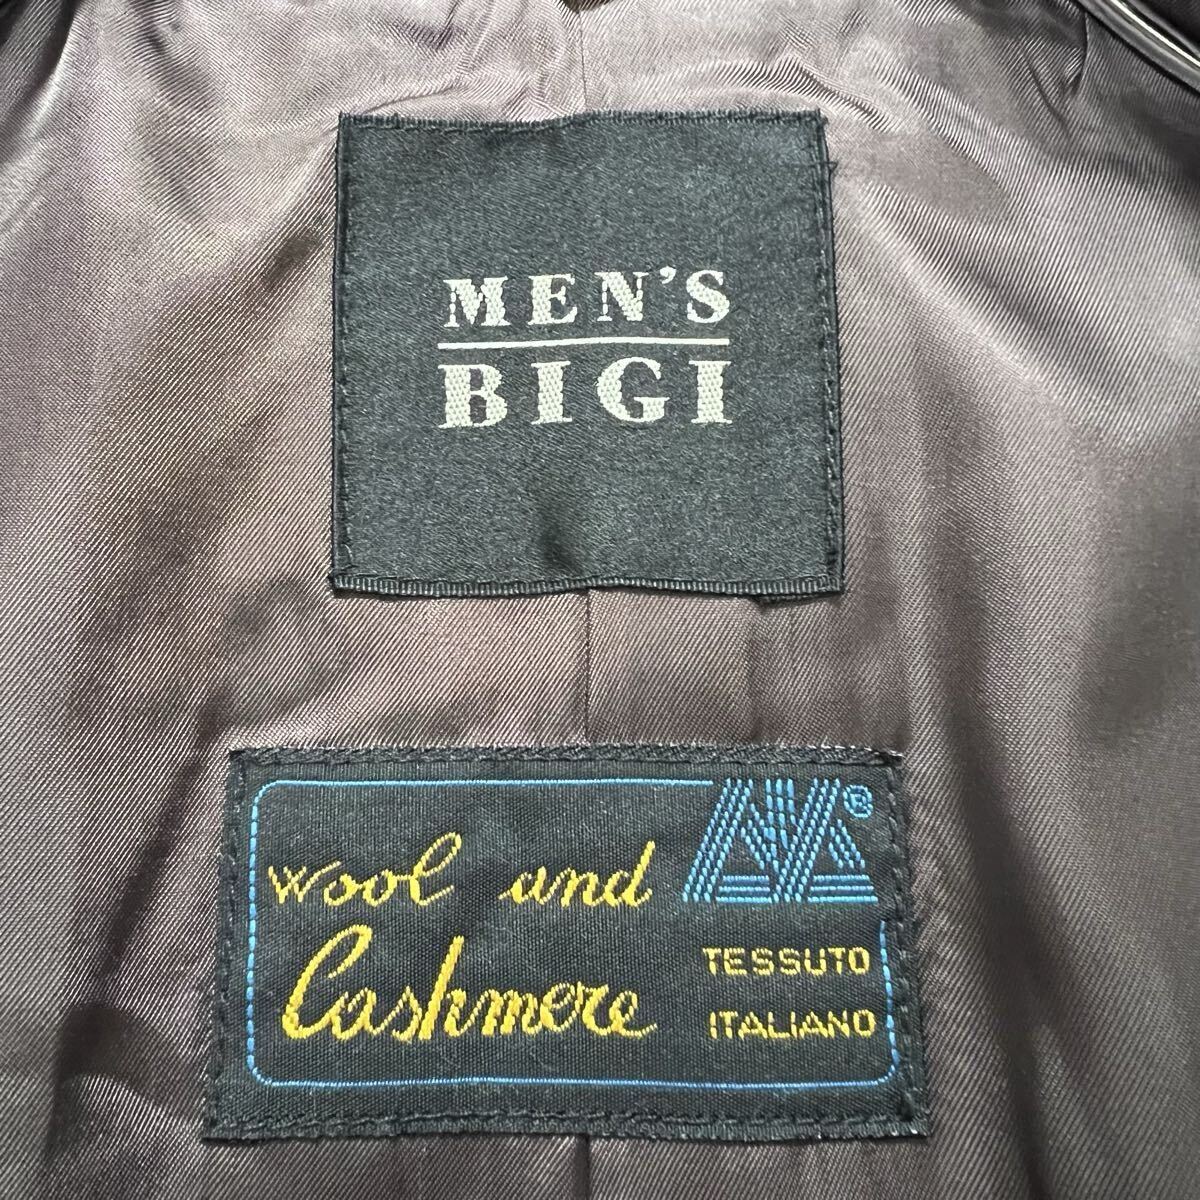 MEN'S
BIGI
®
Wool and
Cashmere
TESSUTO
ITALIANO